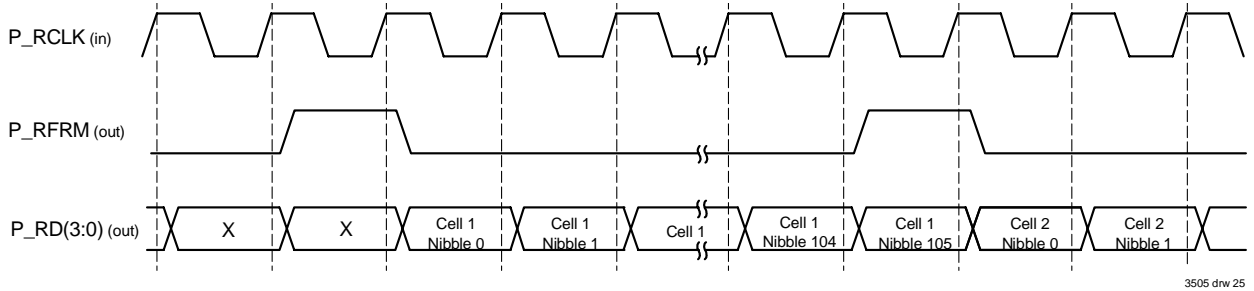 P_RCLK (in)
P_RFRM (out)
P_RD(3:0) (out)
X
X
Cell 1
Nibble 0
Cell 1
Nibble 1
Cell 1
Cell 1
Nibble 104
Cell 1
Nibble 105
Cell 2
Nibble 0
Cell 2
Nibble 1
3505 drw 25